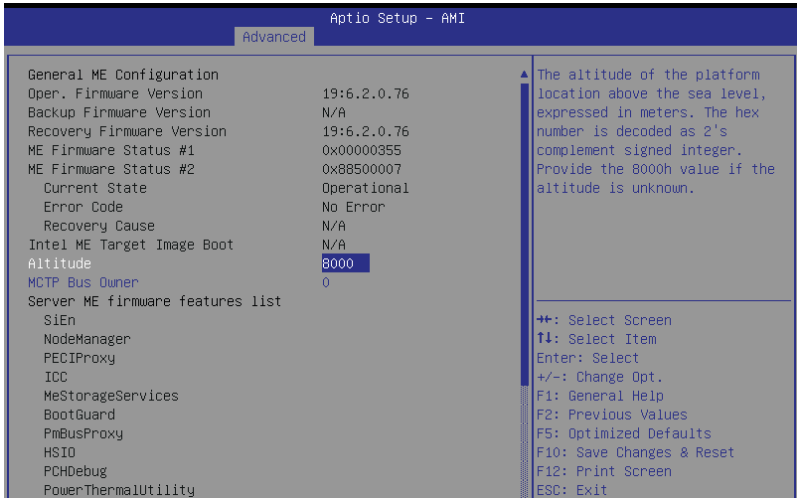 Aptio Setup - AMI
Advanced
General ME Configuration
Oper. Firmware Version 19:6.2.0.76
Backup Firmware Version N/A
Recovery Firmware Version 19:6.2.0.76
ME Firmware Status #1 0x00000355
ME Firmware Status #2 0x88500007
Current State Operational
Error Code No Error
Recovery Cause N/A
Intel ME Target Image Boot N/A
Altitude 8000
MCTP Bus Owner 0
Server ME firmware features list
SiEn
NodeManager
PECIProxy
ICC
MeStorageServices
BootGuard
PmBusProxy
HSIO
PCHDebug
PowerThermalUtility
The altitude of the platform
location above the sea level,
expressed in meters. The hex
number is decoded as 2's
complement signed integer.
Provide the 8000h value if the
altitude is unknown.
→←: Select Screen
↑↓: Select Item
Enter: Select
+/-: Change Opt.
F1: General Help
F2: Previous Values
F5: Optimized Defaults
F10: Save Changes & Reset
F12: Print Screen
ESC: Exit